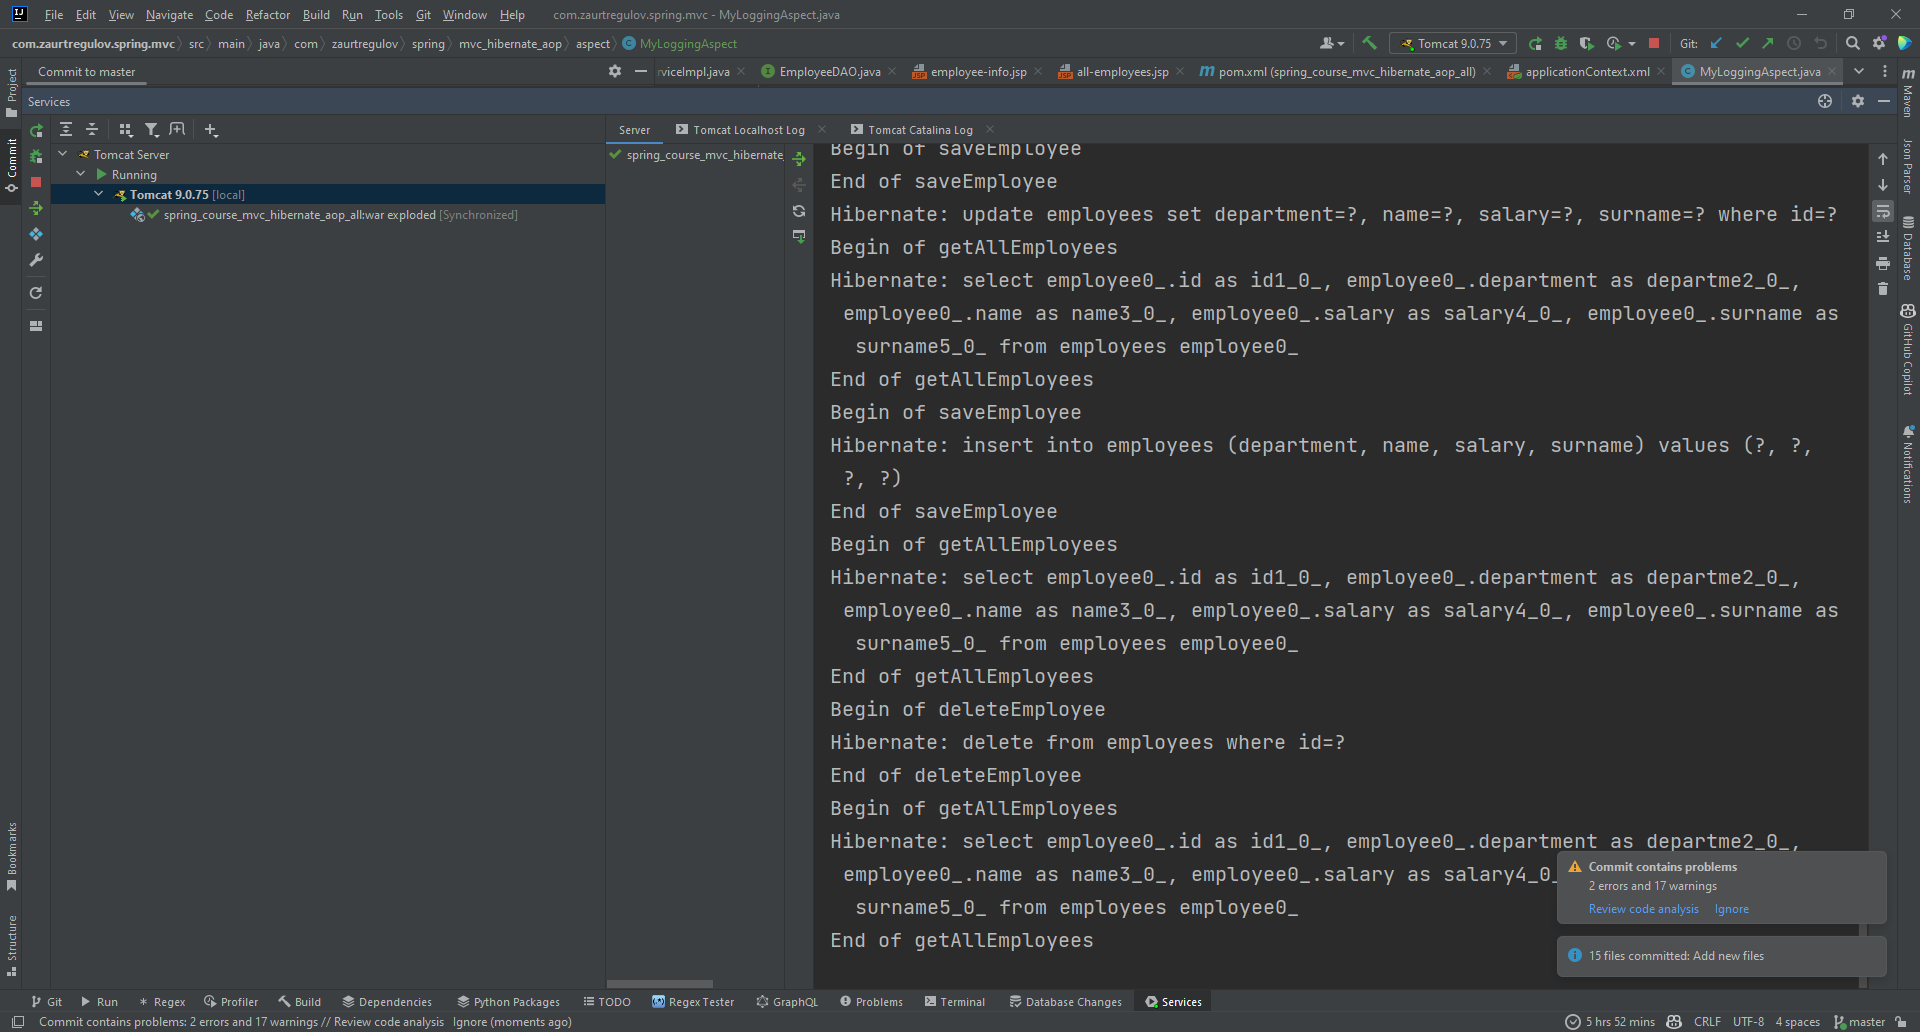 File Edit View Navigate Code Refactor Build Run Tools Git Window Help com.zaurtregulov.spring.mvc - MyLoggingAspect.java
com.zaurtregulov.spring.mvc src main java com zaurtregulov spring mvc_hibernate_aop aspect MyLoggingAspect Tomcat 9.0.75 Git:
Commit to master
rviceImpl.java EmployeeDAO.java employee-info.jsp all-employees.jsp pom.xml (spring_course_mvc_hibernate_aop_all) applicationContext.xml MyLoggingAspect.java
Services
Server Tomcat Localhost Log Tomcat Catalina Log
Tomcat Server
Running
Tomcat 9.0.75 [local]
spring_course_mvc_hibernate_aop_all:war exploded [Synchronized]
spring_course_mvc_hibernate_
Begin of saveEmployee
End of saveEmployee
Hibernate: update employees set department=?, name=?, salary=?, surname=? where id=?
Begin of getAllEmployees
Hibernate: select employee0_.id as id1_0_, employee0_.department as departme2_0_,
employee0_.name as name3_0_, employee0_.salary as salary4_0_, employee0_.surname as
surname5_0_ from employees employee0_
End of getAllEmployees
Begin of saveEmployee
Hibernate: insert into employees (department, name, salary, surname) values (?, ?,
?, ?)
End of saveEmployee
Begin of getAllEmployees
Hibernate: select employee0_.id as id1_0_, employee0_.department as departme2_0_,
employee0_.name as name3_0_, employee0_.salary as salary4_0_, employee0_.surname as
surname5_0_ from employees employee0_
End of getAllEmployees
Begin of deleteEmployee
Hibernate: delete from employees where id=?
End of deleteEmployee
Begin of getAllEmployees
Hibernate: select employee0_.id as id1_0_, employee0_.department as departme2_0_,
employee0_.name as name3_0_, employee0_.salary as salary4_0_
surname5_0_ from employees employee0_
End of getAllEmployees
Commit contains problems
2 errors and 17 warnings
Review code analysis Ignore
15 files committed: Add new files
Project
Commit
Bookmarks
Structure
Maven
Json Parser
Database
GitHub Copilot
Notifications
Git Run Regex Profiler Build Dependencies Python Packages TODO Regex Tester GraphQL Problems Terminal Database Changes Services
Commit contains problems: 2 errors and 17 warnings // Review code analysis Ignore (moments ago) 5 hrs 52 mins CRLF UTF-8 4 spaces master